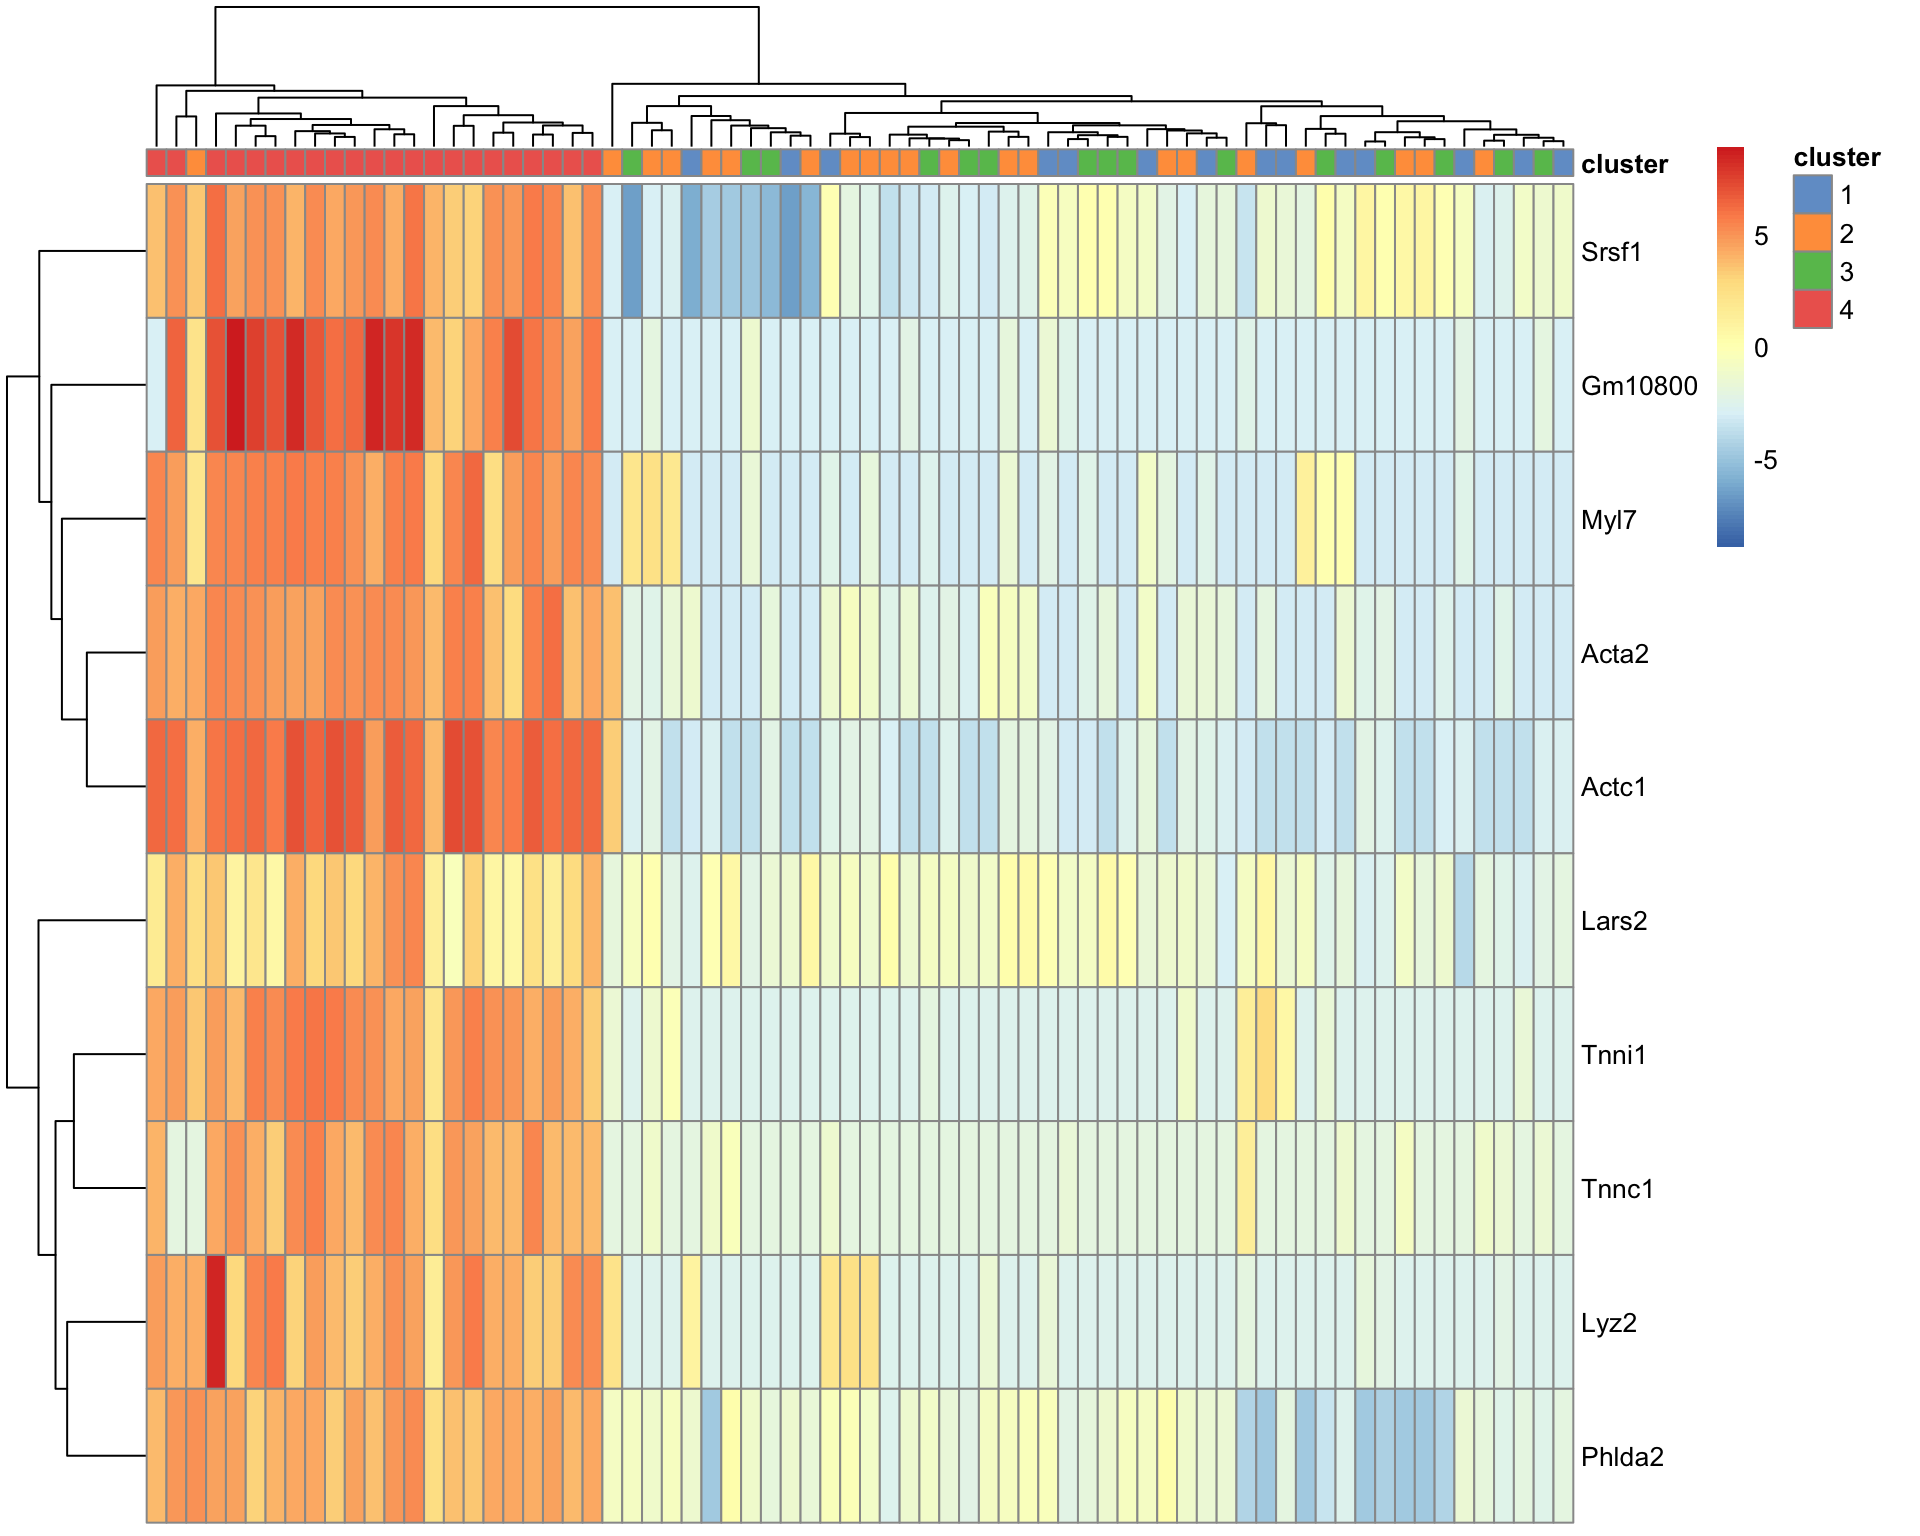 cluster
cluster
1
2
3
4
5
0
-5
Srsf1
Gm10800
Myl7
Acta2
Actc1
Lars2
Tnni1
Tnnc1
Lyz2
Phlda2